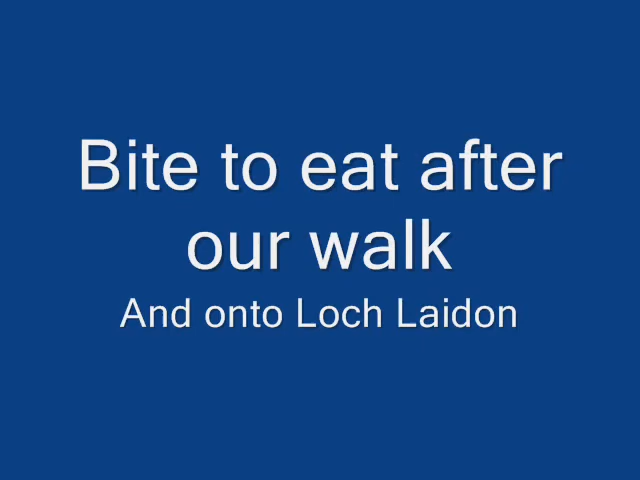 Bite to eat after
our walk
And onto Loch Laidon